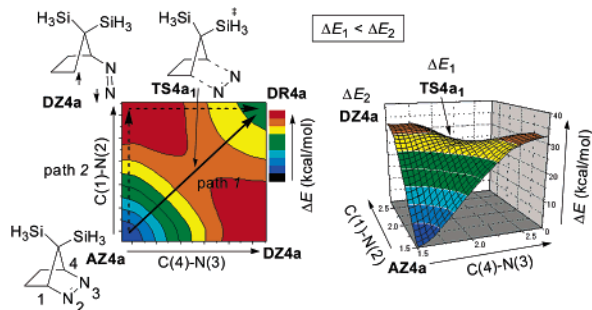 H3Si
SiH3
N
N
DZ4a
H3Si
SiH3 ‡
N
N
TS4a1
DR4a
ΔE1 < ΔE2
path 2
C(1)-N(2)
path 1
ΔE (kcal/mol)
H3Si
SiH3
AZ4a
4
1
N 3
N
2
C(4)-N(3)
DZ4a
ΔE1
TS4a1
ΔE2
DZ4a
40
30
20
10
0
ΔE (kcal/mol)
C(1)-N(2)
2.5
2.0
1.5
1.5
2.0
2.5
AZ4a
C(4)-N(3)